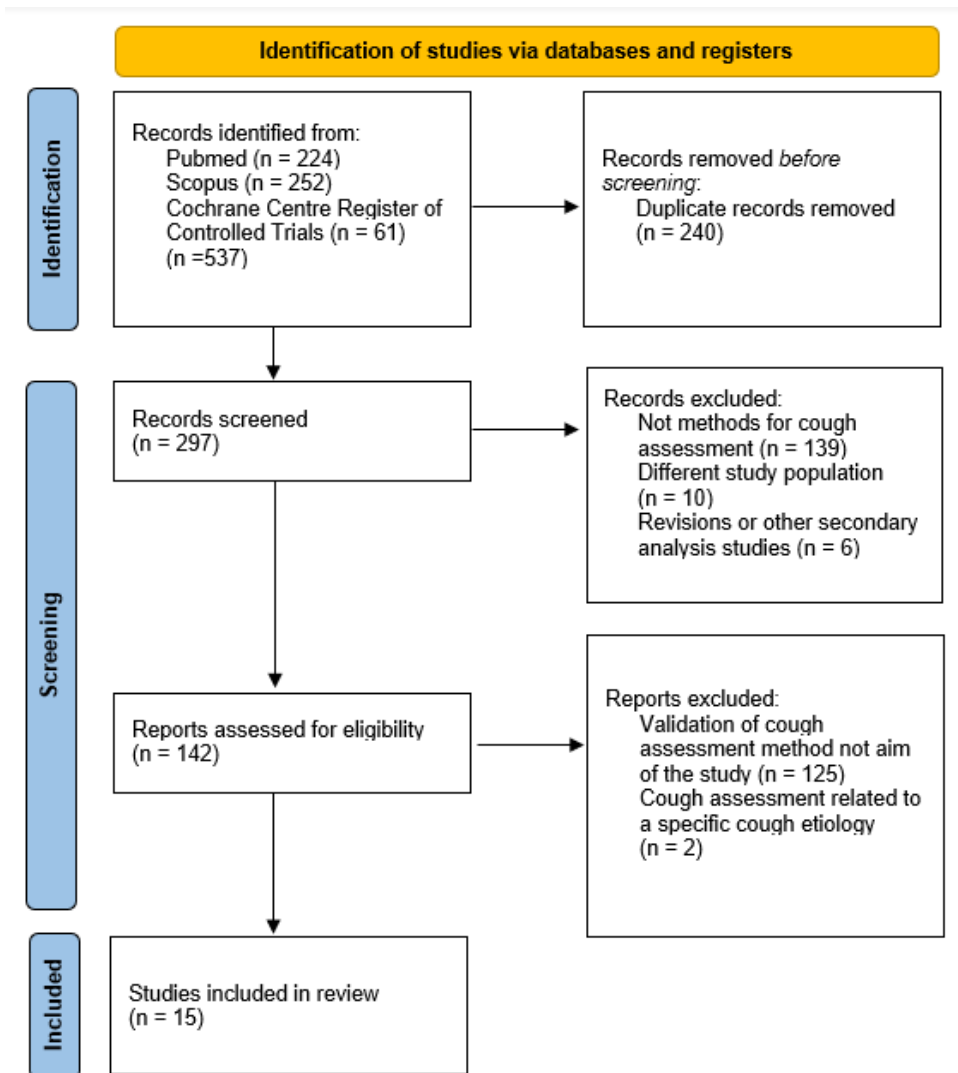 Identification of studies via databases and registers
Identification
Records identified from:
Pubmed (n = 224)
Scopus (n = 252)
Cochrane Centre Register of
Controlled Trials (n = 61)
(n =537)
Records removed before
screening:
Duplicate records removed
(n = 240)
Screening
Records screened
(n = 297)
Records excluded:
Not methods for cough
assessment (n = 139)
Different study population
(n = 10)
Revisions or other secondary
analysis studies (n = 6)
Reports assessed for eligibility
(n = 142)
Reports excluded:
Validation of cough
assessment method not aim
of the study (n = 125)
Cough assessment related to
a specific cough etiology
(n = 2)
Included
Studies included in review
(n = 15)